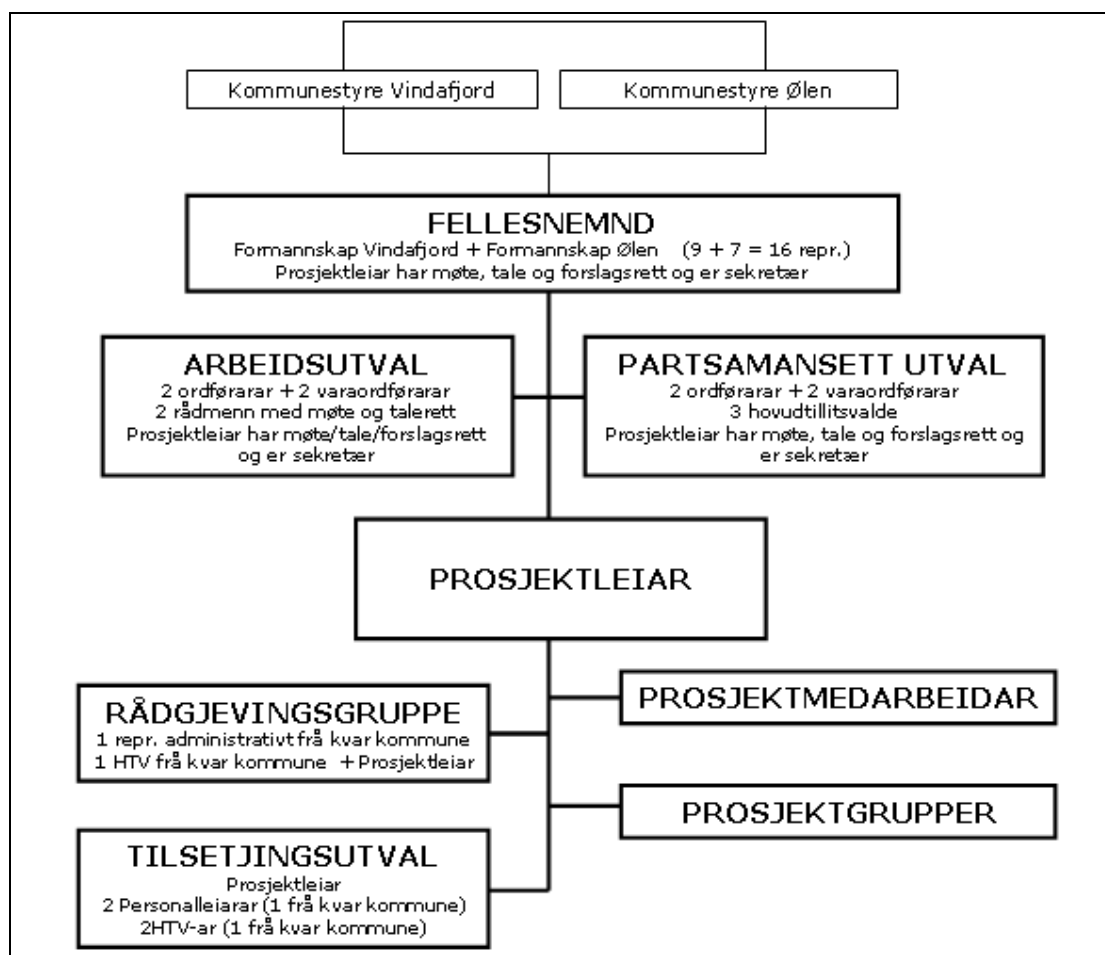 Kommunestyre Vindafjord
Kommunestyre Ølen
FELLESNEMND
Formannskap Vindafjord + Formannskap Ølen (9 + 7 = 16 repr.)
Prosjektleiar har møte, tale og forslagsrett og er sekretær
ARBEIDSUTVAL
2 ordførarar + 2 varaordførarar
2 rådmenn med møte og talerett
Prosjektleiar har møte/tale/forslagsrett
og er sekretær
PARTSAMANSETT UTVAL
2 ordførarar + 2 varaordførarar
3 hovudtillitsvalde
Prosjektleiar har møte, tale og forslagsrett og
er sekretær
PROSJEKTLEIAR
RÅDGJEVINGSGRUPPE
1 repr. administrativt frå kvar kommune
1 HTV frå kvar kommune + Prosjektleiar
PROSJEKTMEDARBEIDAR
PROSJEKTGRUPPER
TILSETJINGSUTVAL
Prosjektleiar
2 Personalleiarar (1 frå kvar kommune)
2HTV-ar (1 frå kvar kommune)